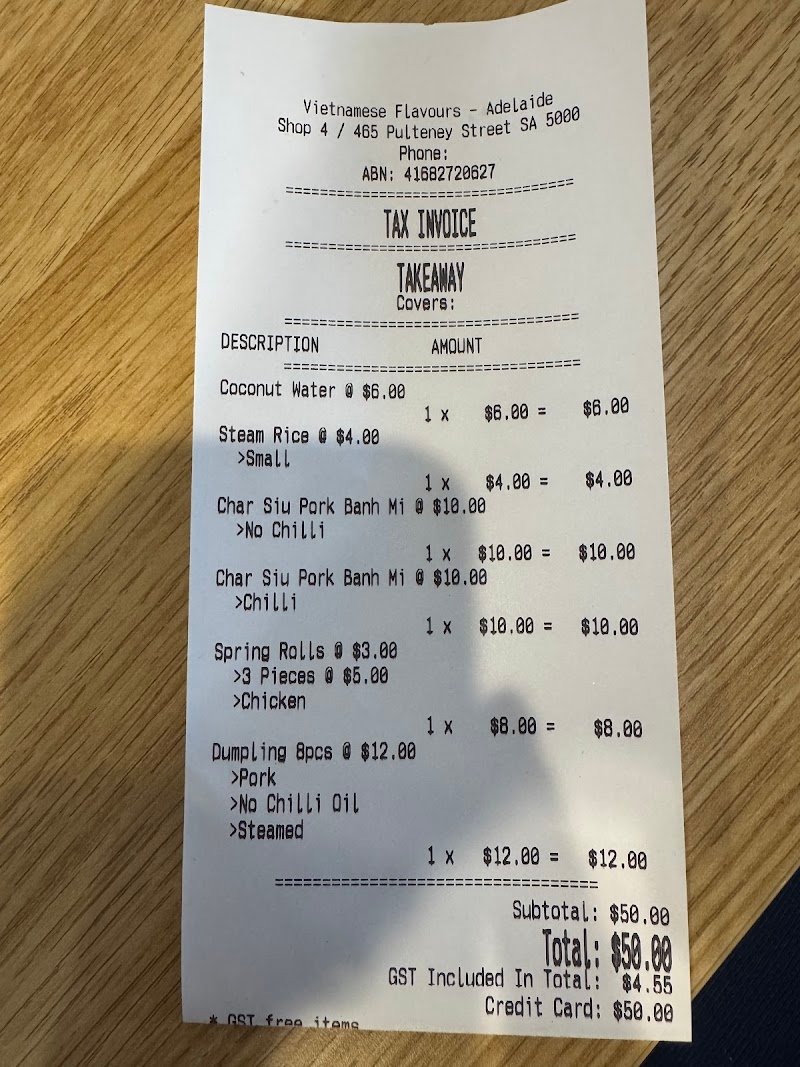 Vietnamese Flavours - Adelaide
Shop 4 / 465 Pulteney Street SA 5000
Phone:
ABN: 41682720627
==================================
TAX INVOICE
==================================
TAKEAWAY
Covers:
==================================
DESCRIPTION AMOUNT
==================================
Coconut Water @ $6.00
1 x $6.00 = $6.00
Steam Rice @ $4.00
>Small
1 x $4.00 = $4.00
Char Siu Pork Banh Mi @ $10.00
>No Chilli
1 x $10.00 = $10.00
Char Siu Pork Banh Mi @ $10.00
>Chilli
1 x $10.00 = $10.00
Spring Rolls @ $3.00
>3 Pieces @ $5.00
>Chicken
1 x $8.00 = $8.00
Dumpling 8pcs @ $12.00
>Pork
>No Chilli Oil
>Steamed
1 x $12.00 = $12.00
==================================
Subtotal: $50.00
Total: $50.00
GST Included In Total: $4.55
Credit Card: $50.00
* GST free items